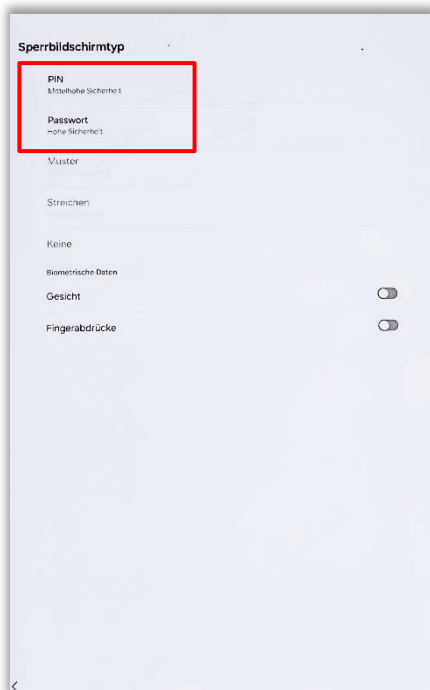 Sperrbildschirmtyp
PIN
Mittelhohe Sicherheit
Passwort
Hohe Sicherheit
Muster
Streichen
Keine
Biometrische Daten
Gesicht
Fingerabdrücke